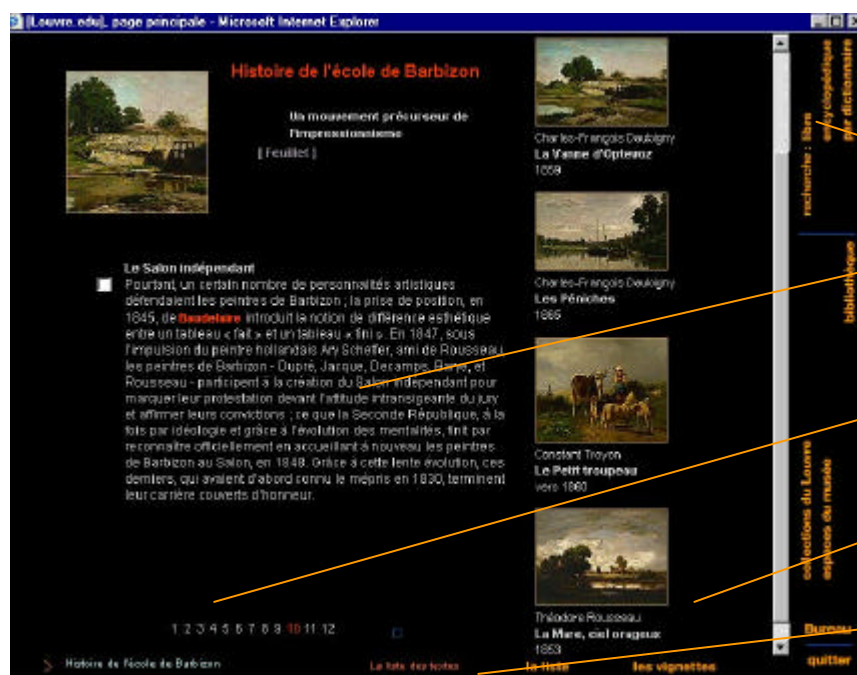 [Louvre.edu], page principale - Microsoft Internet Explorer
Histoire de l'école de Barbizon
Un mouvement précurseur de
l'Impressionnisme
[ Feuillet ]
Le Salon indépendant
Pourtant, un certain nombre de personnalités artistiques
défendaient les peintres de Barbizon ; la prise de position, en
1845, de Baudelaire introduit la notion de différence esthétique
entre un tableau « fait » et un tableau « fini ». En 1847, sous
l'impulsion du peintre hollandais Ary Scheffer, ami de Rousseau,
les peintres de Barbizon - Dupré, Jacque, Decamps, Barye, et
Rousseau - participent à la création du Salon indépendant pour
marquer leur protestation devant l'attitude intransigeante du jury
et affirmer leurs convictions ; ce que la Seconde République, à la
fois par idéologie et grâce à l'évolution des mentalités, finit par
reconnaître officiellement en accueillant à nouveau les peintres
de Barbizon au Salon, en 1848. Grâce à cette lente évolution, ces
derniers, qui avaient d'abord connu le mépris en 1830, terminent
leur carrière couverts d'honneur.
1 2 3 4 5 6 7 8 9 10 11 12
Histoire de l'école de Barbizon
La liste des textes
Charles-François Daubigny
La Vanne d'Optevoz
1859
Charles-François Daubigny
Les Péniches
1865
Constant Troyon
Le Petit troupeau
vers 1860
Théodore Rousseau
La Mare, ciel orageux
1853
la liste
les vignettes
recherche : libre
encyclopédique
par dictionnaire
bibliothèque
collections du Louvre
espaces du musée
Bureau
quitter